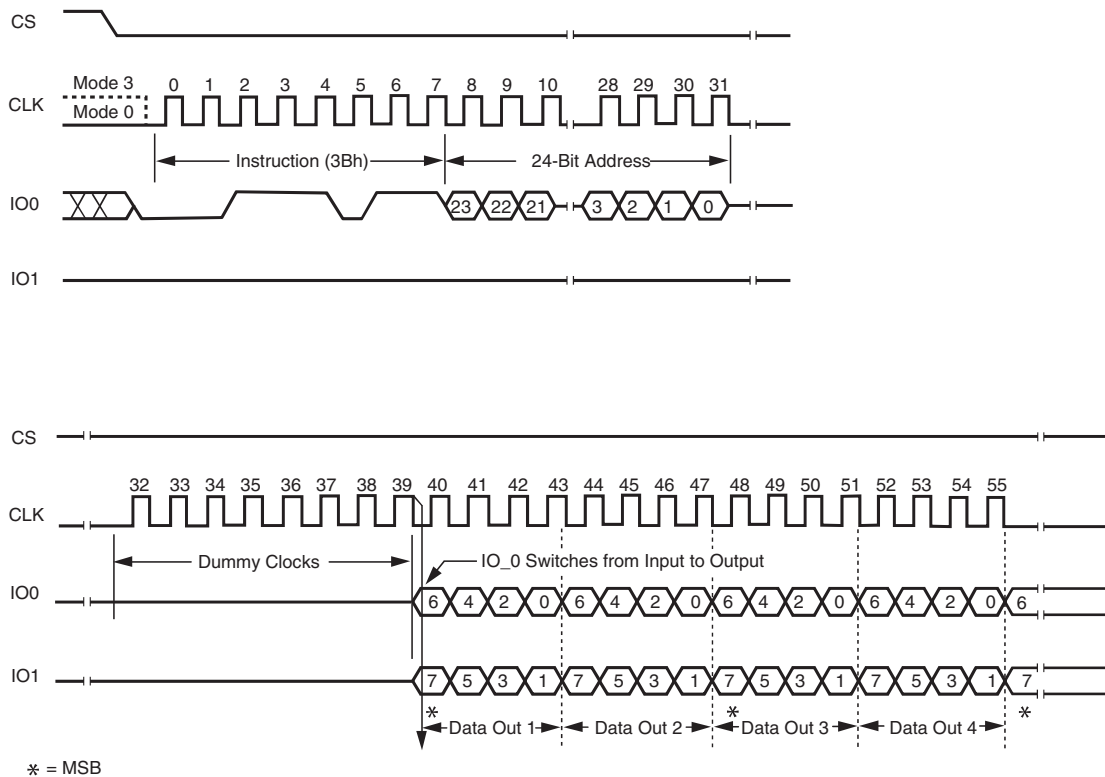 CS
Mode 3
0 1 2 3 4 5 6 7 8 9 10 28 29 30 31
CLK
Mode 0
Instruction (3Bh)
24-Bit Address
IO0
23 22 21 3 2 1 0
IO1
CS
32 33 34 35 36 37 38 39 40 41 42 43 44 45 46 47 48 49 50 51 52 53 54 55
CLK
Dummy Clocks
IO_0 Switches from Input to Output
IO0
6 4 2 0 6 4 2 0 6 4 2 0 6 4 2 0 6
IO1
7 5 3 1 7 5 3 1 7 5 3 1 7 5 3 1 7
* * *
Data Out 1 Data Out 2 Data Out 3 Data Out 4
* = MSB